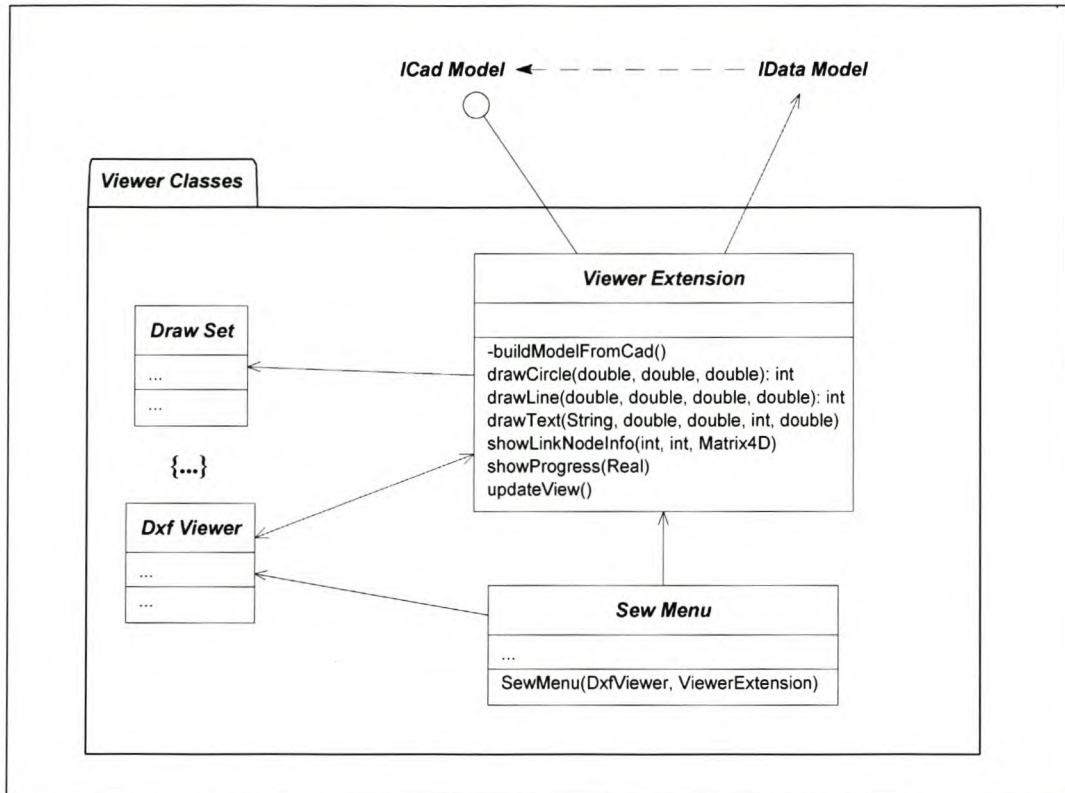 ICad Model
IData Model
Viewer Classes
Viewer Extension
-buildModelFromCad()
drawCircle(double, double, double): int
drawLine(double, double, double, double): int
drawText(String, double, double, int, double)
showLinkNodeInfo(int, int, Matrix4D)
showProgress(Real)
updateView()
Draw Set
...
...
{...}
Dxf Viewer
...
...
Sew Menu
...
SewMenu(DxfViewer, ViewerExtension)